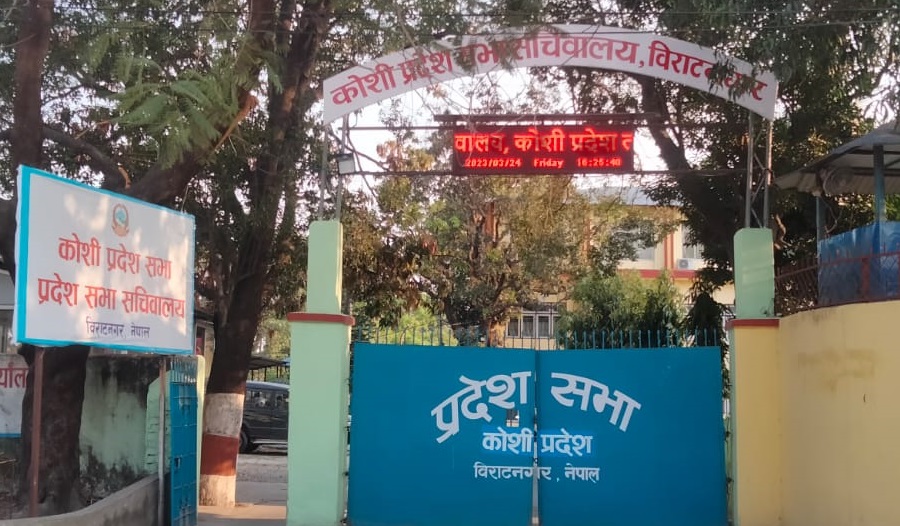 कोशी प्रदेश सभा सचिवालय, विराटनगर
वालय, कोशी प्रदेश
2023/03/24 Friday 16:25:40
कोशी प्रदेश सभा
प्रदेश सभा सचिवालय
विराटनगर नेपाल
प्रदेश सभा
कोशी प्रदेश
विराटनगर, नेपाल